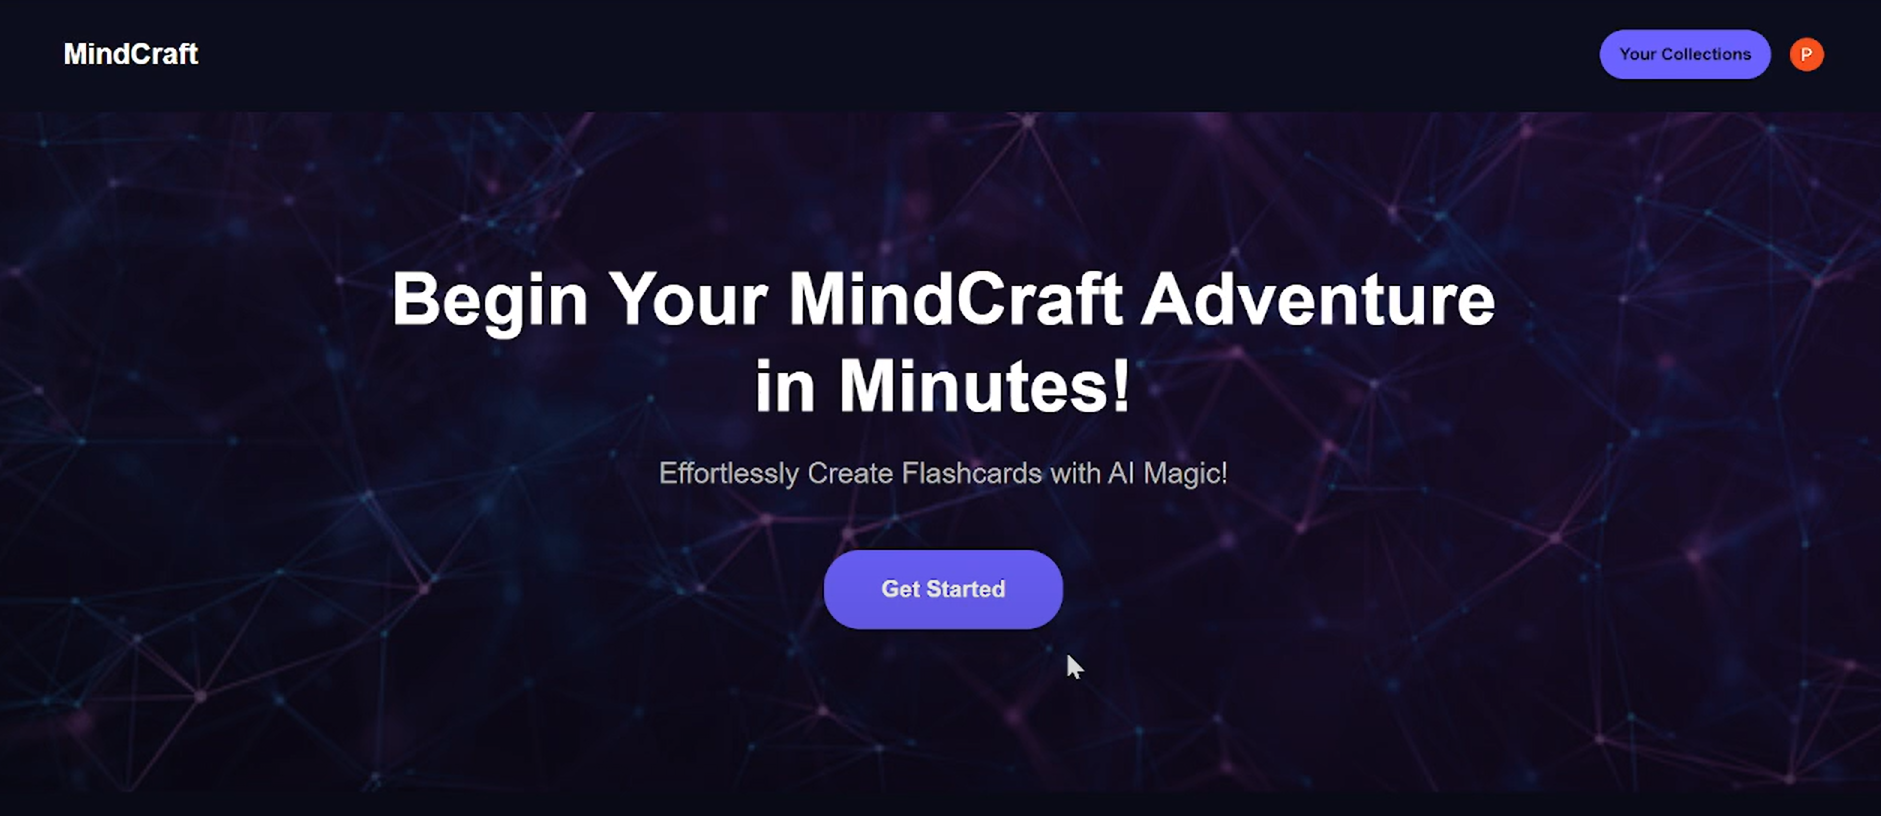 MindCraft
Your Collections
P
Begin Your MindCraft Adventure
in Minutes!
Effortlessly Create Flashcards with AI Magic!
Get Started